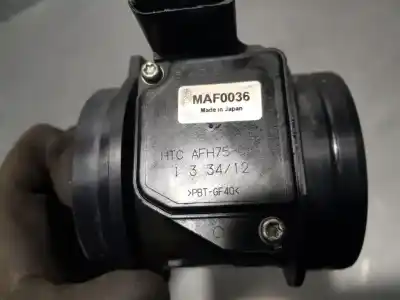 MAF0036
Made in Japan
HTC AFH75-
1 3 34/12
>PBT-GF40<